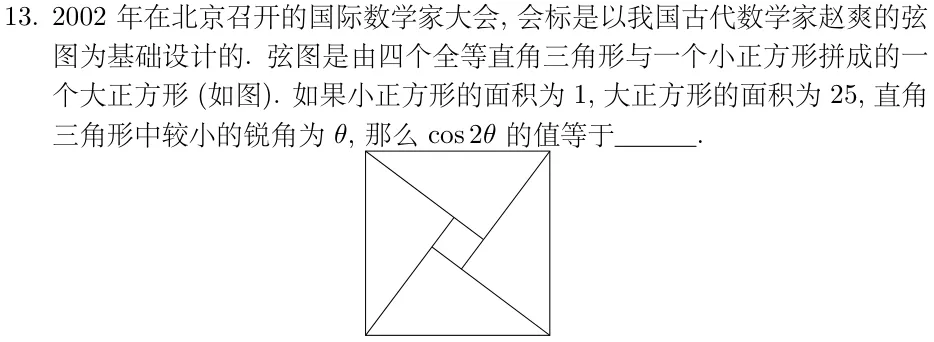 13. 2002 年在北京召开的国际数学家大会, 会标是以我国古代数学家赵爽的弦
图为基础设计的. 弦图是由四个全等直角三角形与一个小正方形拼成的一
个大正方形 (如图). 如果小正方形的面积为 1, 大正方形的面积为 25, 直角
三角形中较小的锐角为 θ, 那么 cos 2θ 的值等于______.